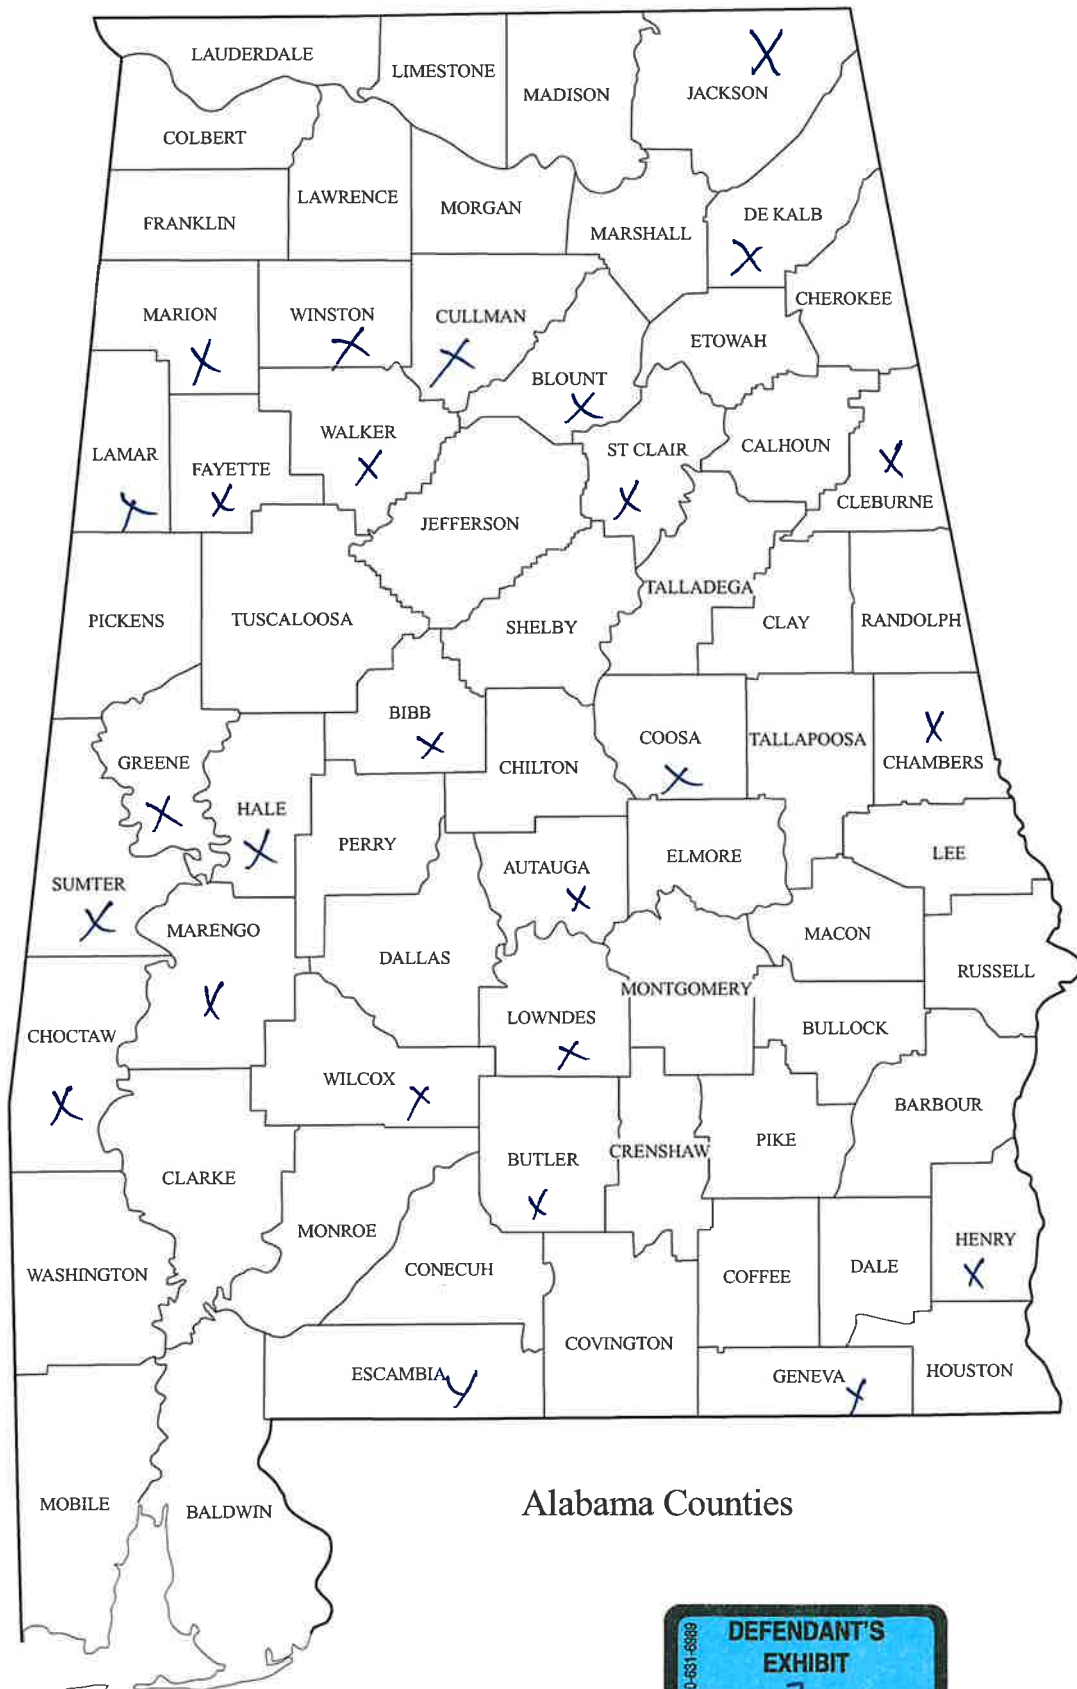 LAUDERDALE
LIMESTONE
MADISON
JACKSON
X
COLBERT
LAWRENCE
FRANKLIN
MORGAN
MARSHALL
DE KALB
X
CHEROKEE
MARION
X
WINSTON
X
CULLMAN
X
ETOWAH
BLOUNT
X
LAMAR
X
FAYETTE
X
WALKER
X
ST CLAIR
X
CALHOUN
X
CLEBURNE
JEFFERSON
TALLADEGA
PICKENS
TUSCALOOSA
SHELBY
CLAY
RANDOLPH
BIBB
X
COOSA
X
TALLAPOOSA
X
CHAMBERS
GREENE
X
HALE
X
CHILTON
PERRY
AUTAUGA
X
ELMORE
LEE
SUMTER
X
MARENGO
X
DALLAS
MACON
RUSSELL
MONTGOMERY
LOWNDES
X
BULLOCK
CHOCTAW
X
WILCOX
X
BARBOUR
CLARKE
BUTLER
X
CRENSHAW
PIKE
MONROE
HENRY
X
WASHINGTON
CONECUH
COFFEE
DALE
COVINGTON
ESCAMBIA
X
GENEVA
X
HOUSTON
MOBILE
BALDWIN
Alabama Counties
DEFENDANT'S
EXHIBIT
0-631-6989